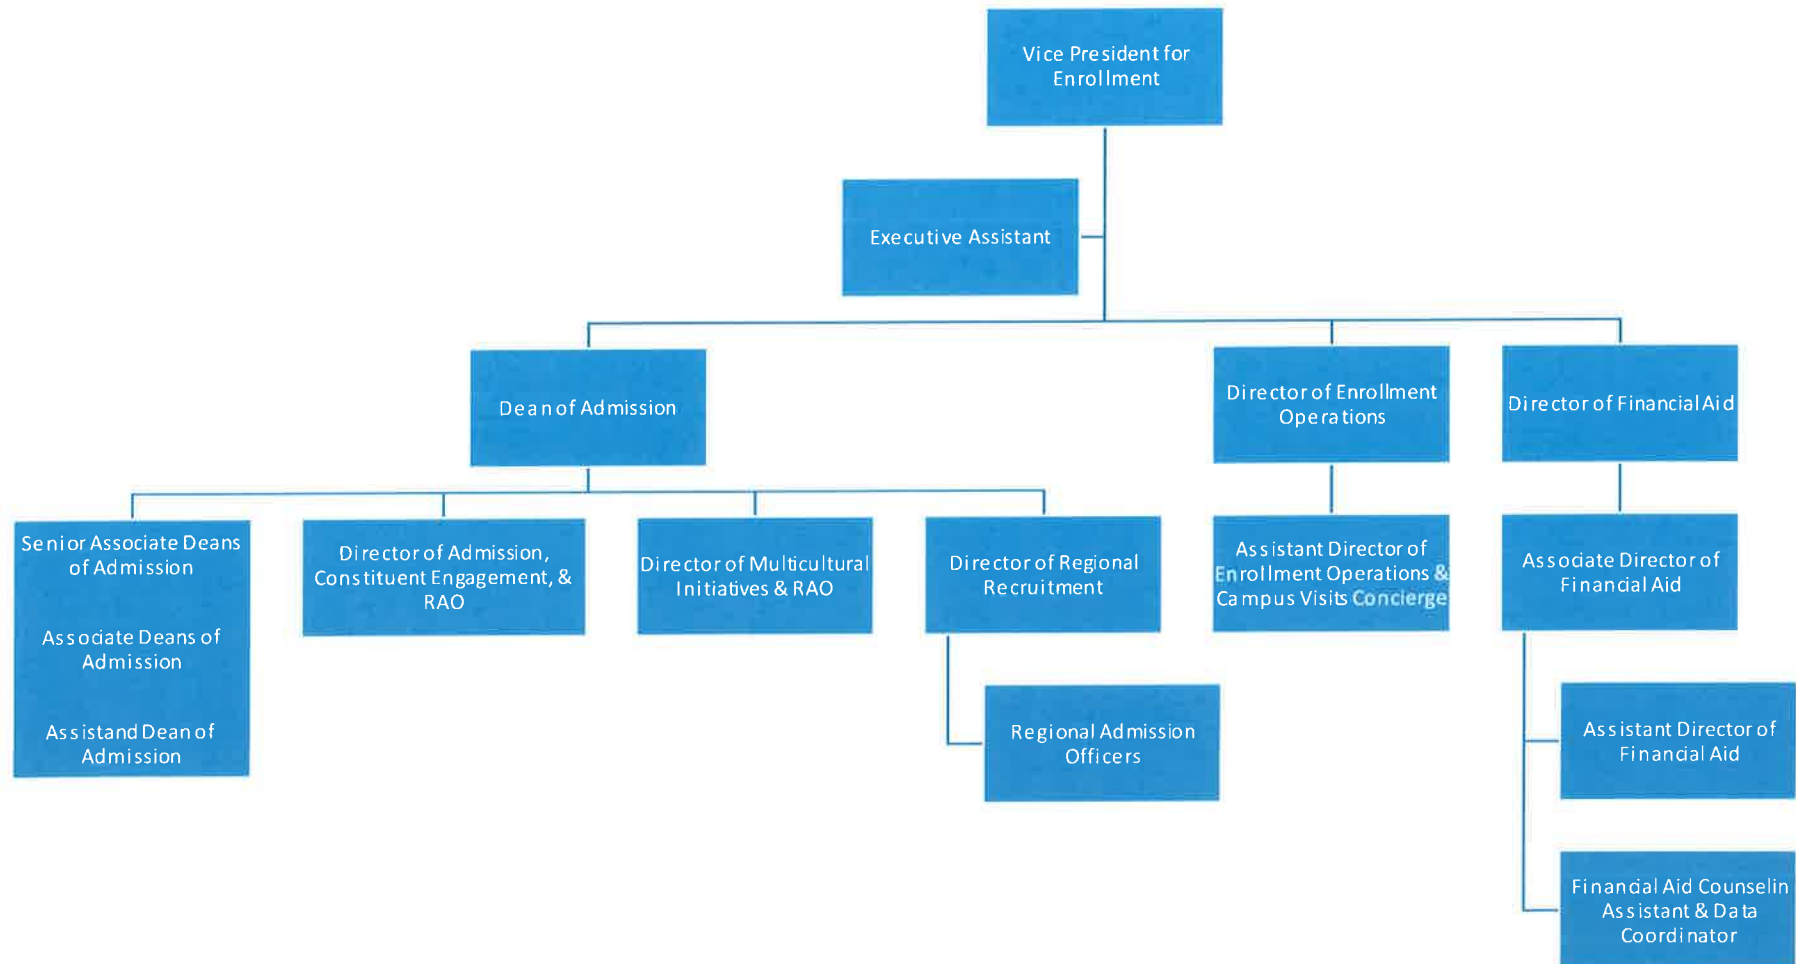 Vice President for
Enrollment
Executive Assistant
Dean of Admission
Director of Enrollment
Operations
Director of Financial Aid
Senior Associate Deans
of Admission
Associate Deans of
Admission
Assistand Dean of
Admission
Director of Admission,
Constituent Engagement, &
RAO
Director of Multicultural
Initiatives & RAO
Director of Regional
Recruitment
Regional Admission
Officers
Assistant Director of
Enrollment Operations &
Campus Visits Concierge
Associate Director of
Financial Aid
Assistant Director of
Financial Aid
Financial Aid Counselin
Assistant & Data
Coordinator